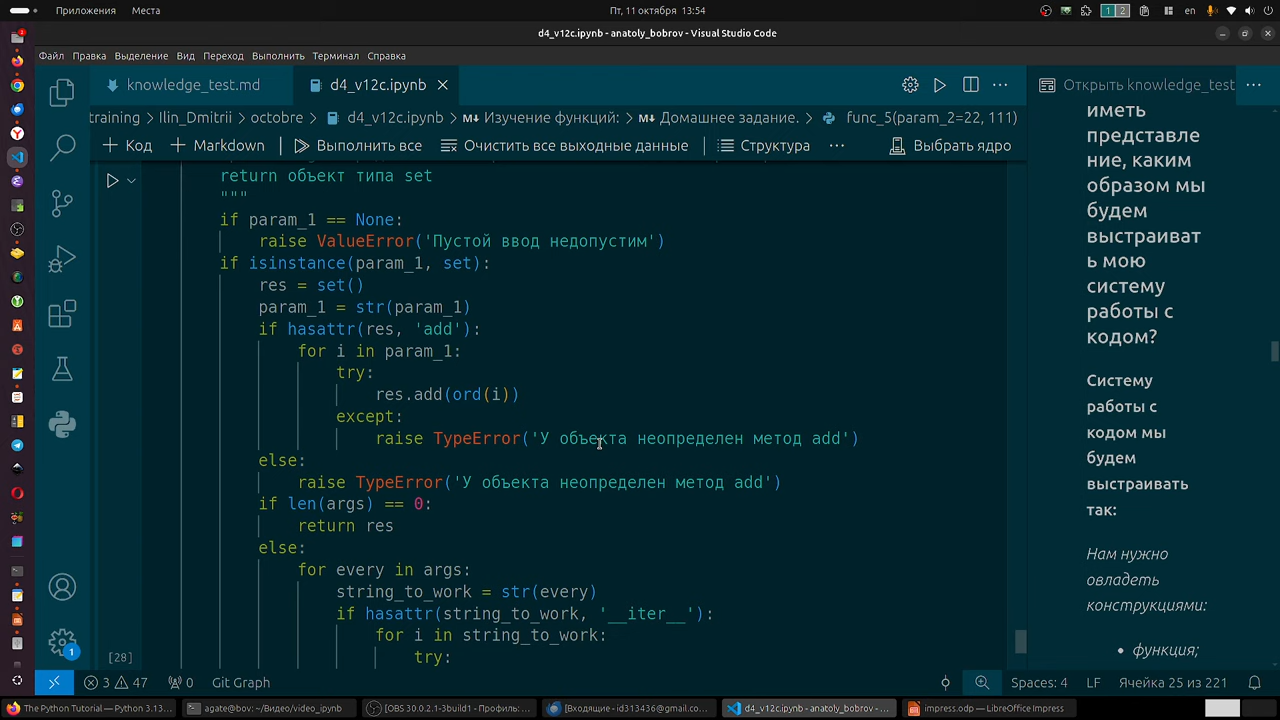 Приложения Места
Пт, 11 октября 13:54
1 2
en
d4_v12c.ipynb - anatoly_bobrov - Visual Studio Code
Файл Правка Выделение Вид Переход Выполнить Терминал Справка
knowledge_test.md
d4_v12c.ipynb
Открыть knowledge_test
training > Ilin_Dmitrii > octobre > d4_v12c.ipynb > Изучение функций: > Домашнее задание. > func_5(param_2=22, 111)
Код
Markdown
Выполнить все
Очистить все выходные данные
Структура
Выбрать ядро
return объект типа set
"""
if param_1 == None:
raise ValueError('Пустой ввод недопустим')
if isinstance(param_1, set):
res = set()
param_1 = str(param_1)
if hasattr(res, 'add'):
for i in param_1:
try:
res.add(ord(i))
except:
raise TypeError('У объекта неопределен метод add')
else:
raise TypeError('У объекта неопределен метод add')
if len(args) == 0:
return res
else:
for every in args:
string_to_work = str(every)
if hasattr(string_to_work, '__iter__'):
for i in string_to_work:
try:
[28]
иметь
представле
ние, каким
образом мы
будем
выстраиват
ь мою
систему
работы с
кодом?
Систему
работы с
кодом мы
будем
выстраивать
так:
Нам нужно
овладеть
конструкциями:
• функция;
1
3 47
0
Git Graph
Spaces: 4
LF
Ячейка 25 из 221
The Python Tutorial — Python 3.13...
agate@bov: ~/Видео/video_ipynb
[OBS 30.0.2.1-3build1 - Профиль:...
[Входящие - id313436@gmail.co...
d4_v12c.ipynb - anatoly_bobrov -...
impress.odp — LibreOffice Impress